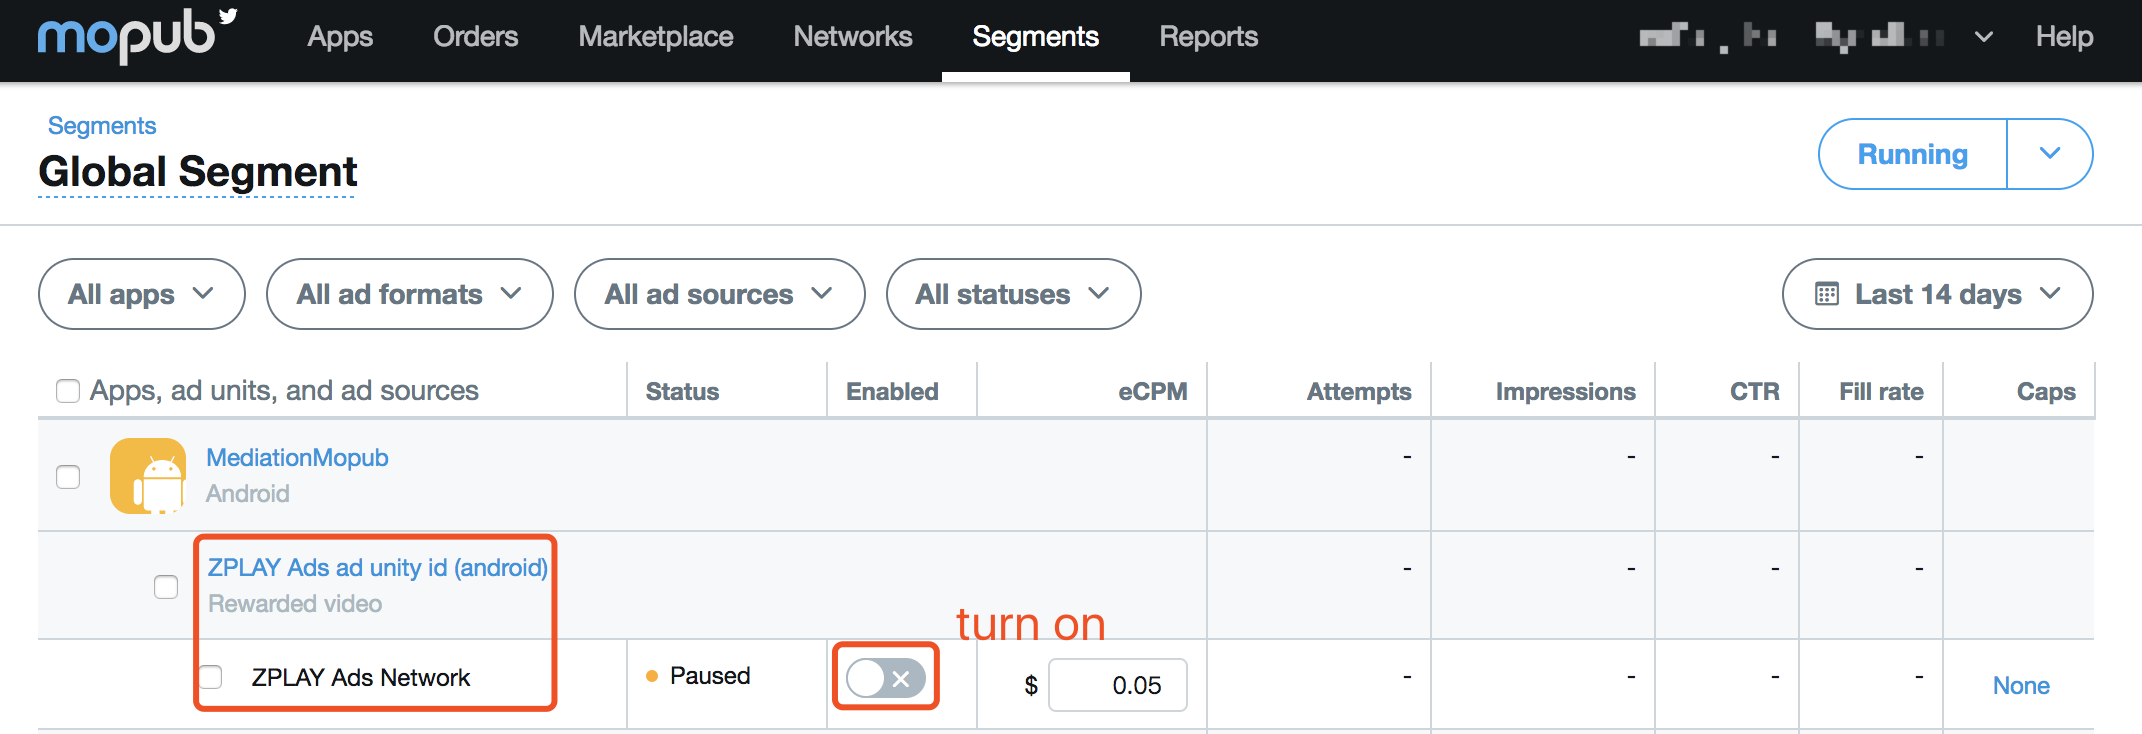 mopub Apps Orders Marketplace Networks Segments Reports Help
Segments
Global Segment
Running
All apps All ad formats All ad sources All statuses Last 14 days
Apps, ad units, and ad sources Status Enabled eCPM Attempts Impressions CTR Fill rate Caps
MediationMopub - - - -
Android
ZPLAY Ads ad unity id (android) - - - -
Rewarded video
turn on
ZPLAY Ads Network Paused $ 0.05 - - - - None